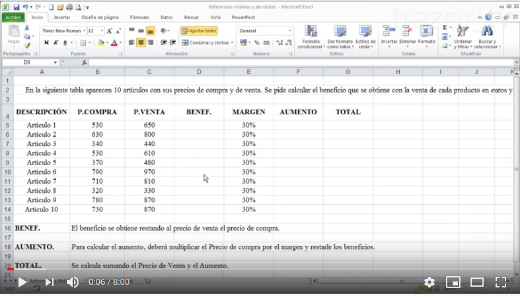 Referencias relativas y absolutas - Microsoft Excel
Archivo Inicio Insertar Diseño de página Fórmulas Datos Revisar Vista PowerPoint
Times New Roman 12 Ajustar texto General
Pegar Combinar y centrar Formato condicional Dar formato como tabla Estilos de celda Insertar Eliminar Formato Ordenar y filtrar Buscar y seleccionar
Portapapeles Fuente Alineación Número Estilos Celdas Modificar
D5
A B C D E F G H I J
1
2 En la siguiente tabla aparecen 10 artículos con sus precios de compra y de venta. Se pide calcular el beneficio que se obtiene con la venta de cada producto en euros y
3
4 DESCRIPCIÓN P.COMPRA P.VENTA BENEF. MARGEN AUMENTO TOTAL
5 Artículo 1 530 650 30%
6 Artículo 2 630 800 30%
7 Artículo 3 340 440 30%
8 Artículo 4 530 610 30%
9 Artículo 5 370 480 30%
10 Artículo 6 790 970 30%
11 Artículo 7 710 810 30%
12 Artículo 8 320 330 30%
13 Artículo 9 780 870 30%
14 Artículo 10 730 870 30%
15
16 BENEF. El beneficio se obtiene restando al precio de venta el precio de compra.
17
18 AUMENTO. Para calcular el aumento, deberá multiplicar el Precio de compra por el margen y restarle los beneficios.
19
20 TOTAL. Se calcula sumando el Precio de Venta y el Aumento.
0:06 / 8:00